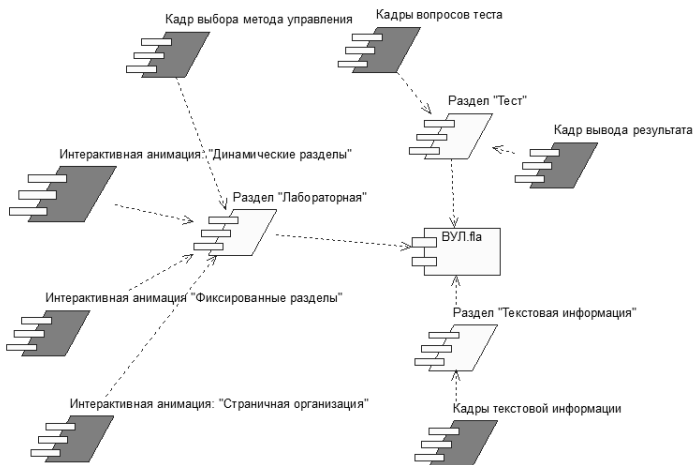 Кадр выбора метода управления
Кадры вопросов теста
Раздел "Тест"
Кадр вывода результата
Интерактивная анимация: "Динамические разделы"
Раздел "Лабораторная"
ВУЛ.fla
Интерактивная анимация "Фиксированные разделы"
Раздел "Текстовая информация"
Интерактивная анимация: "Страничная организация"
Кадры текстовой информации